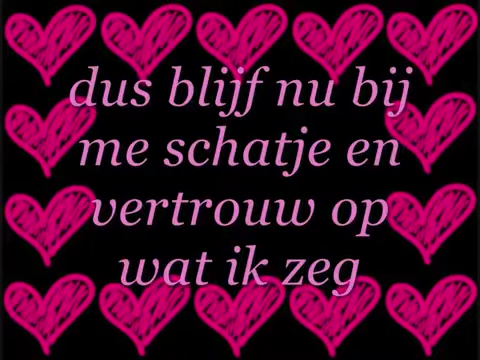 dus blijf nu bij
me schatje en
vertrouw op
wat ik zeg